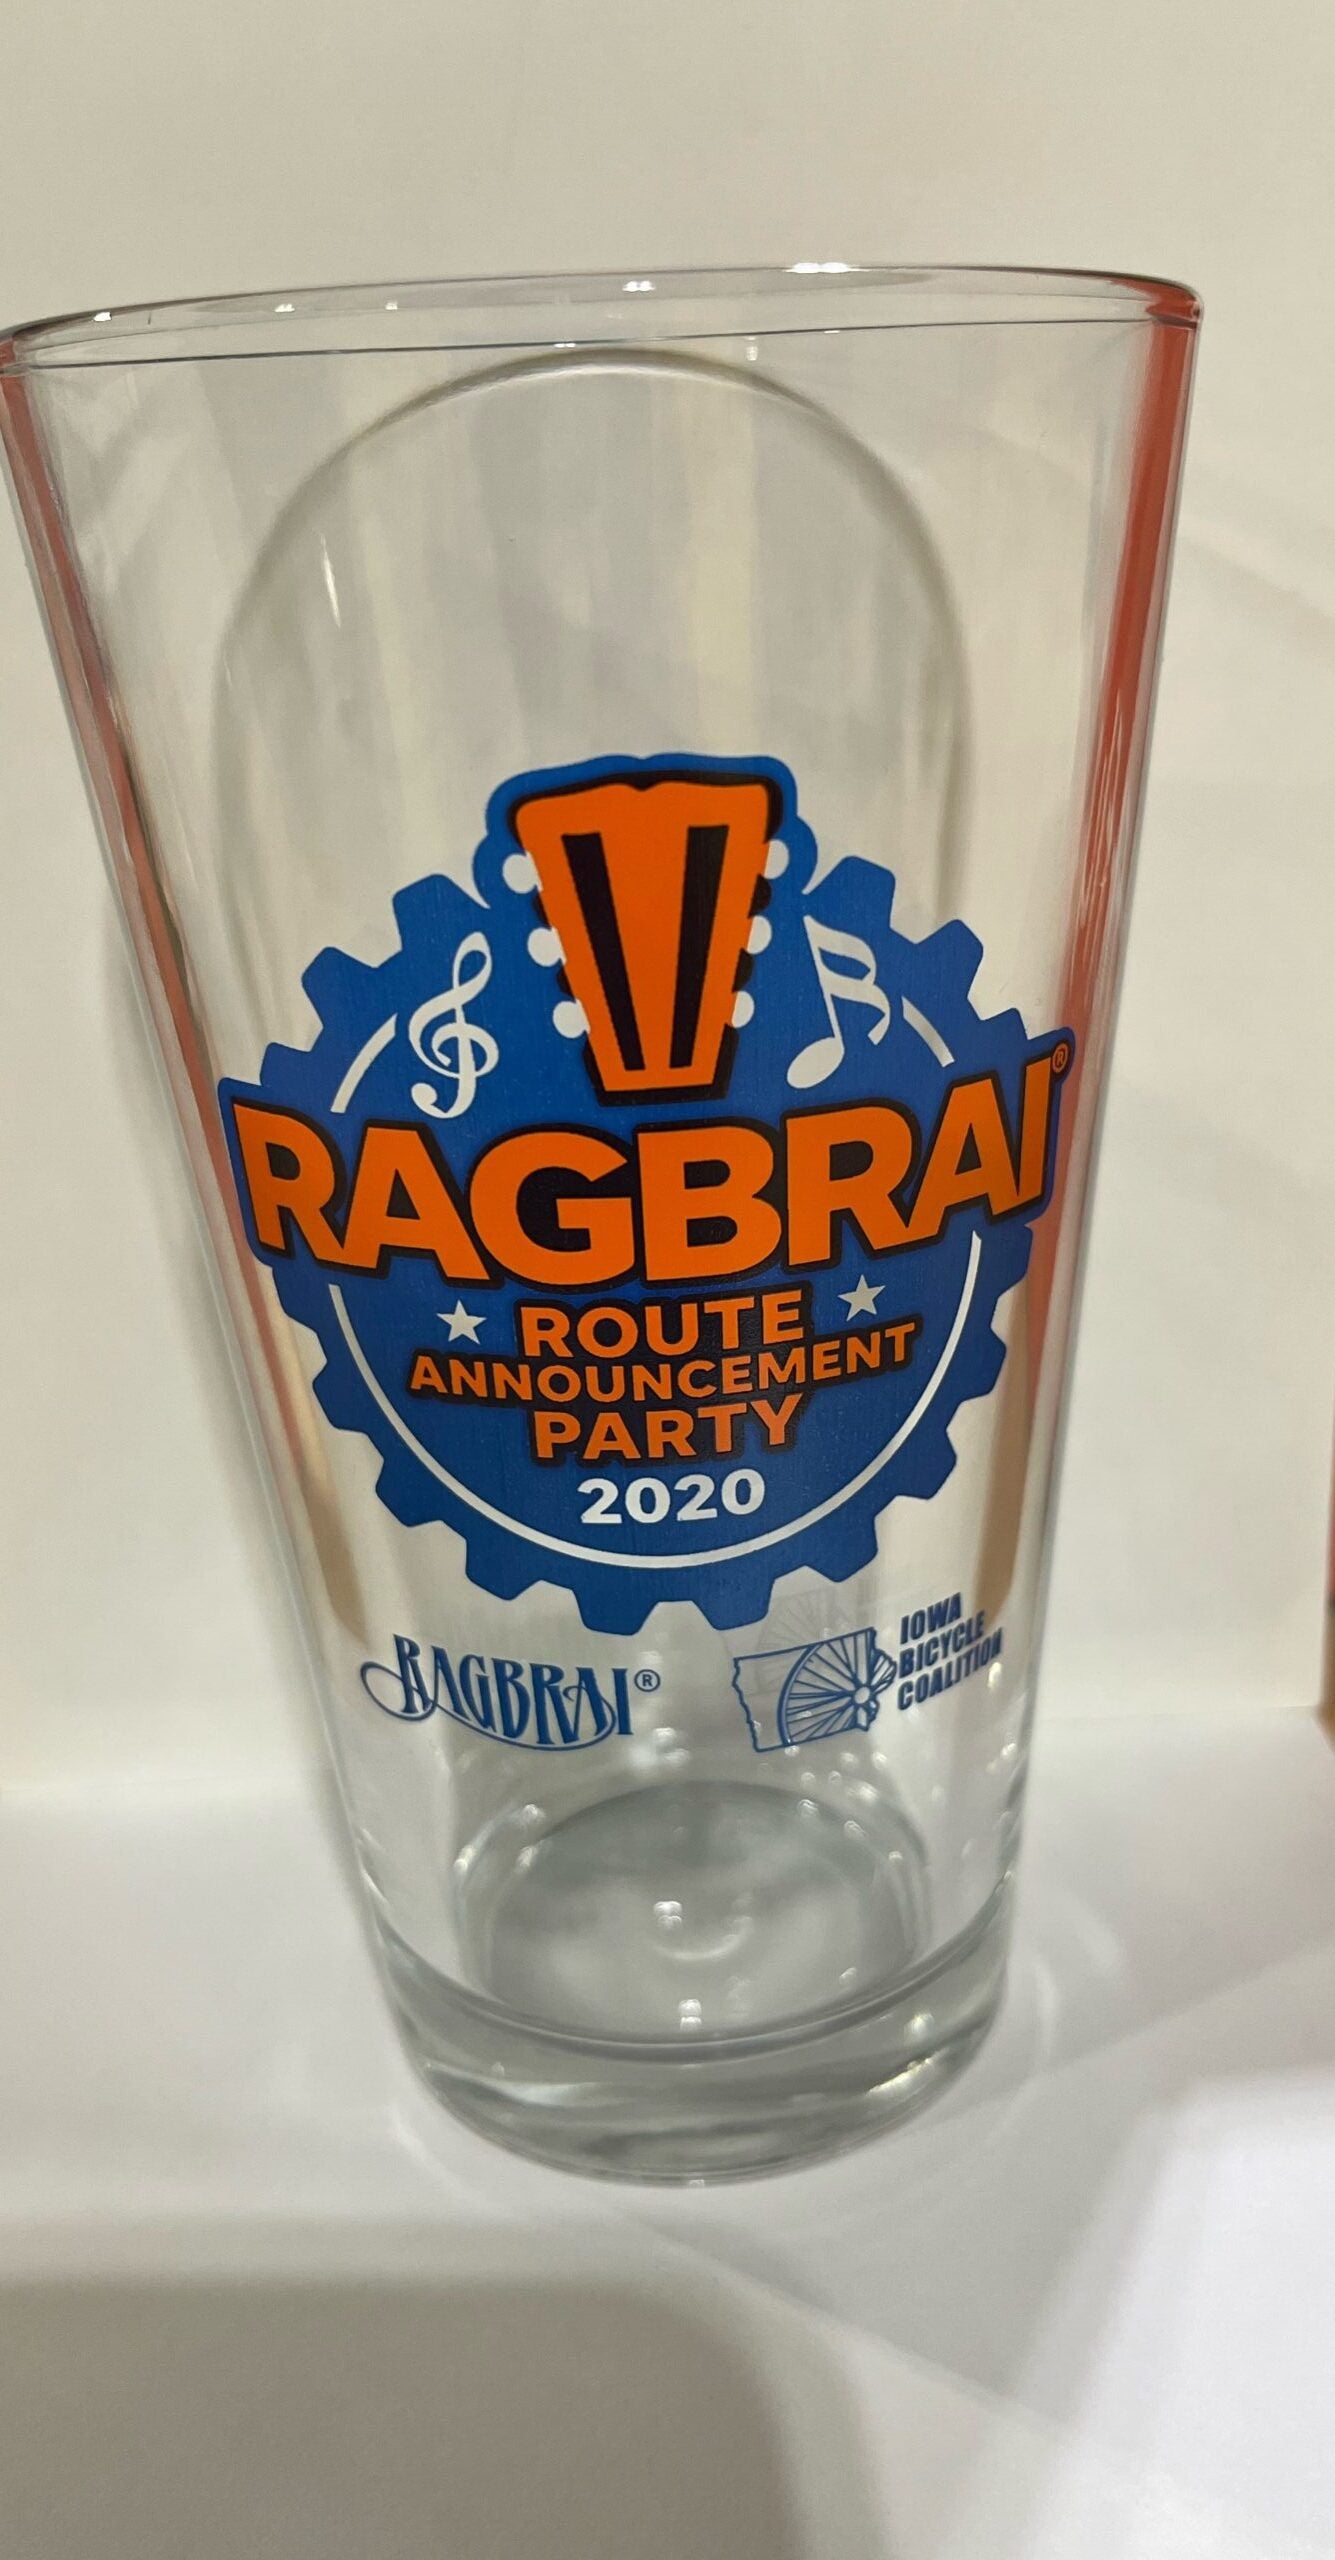 RAGBRAI®
ROUTE
ANNOUNCEMENT
PARTY
2020
RAGBRAI®
IOWA
BICYCLE
COALITION